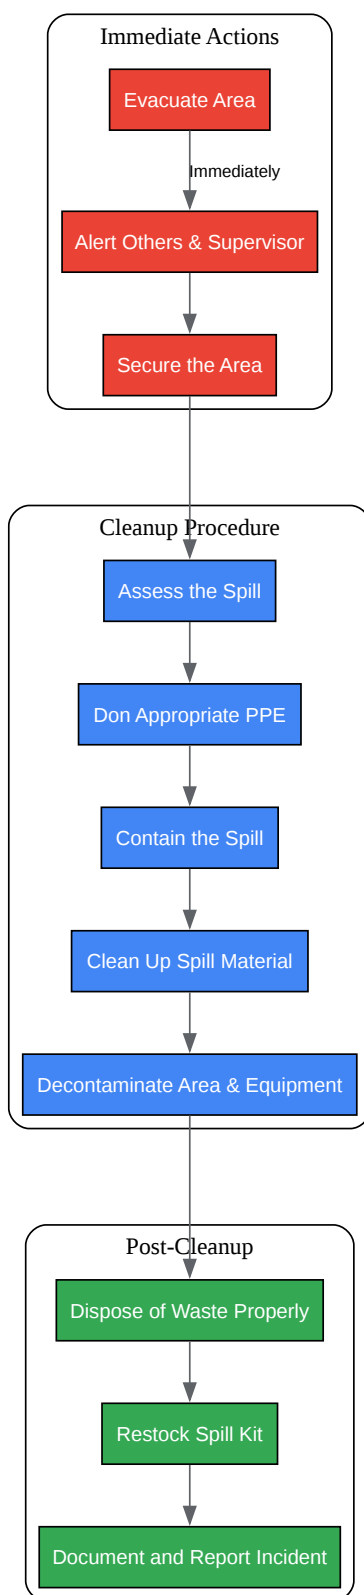 Immediate Actions
Evacuate Area
Immediately
Alert Others & Supervisor
Secure the Area
Cleanup Procedure
Assess the Spill
Don Appropriate PPE
Contain the Spill
Clean Up Spill Material
Decontaminate Area & Equipment
Post-Cleanup
Dispose of Waste Properly
Restock Spill Kit
Document and Report Incident